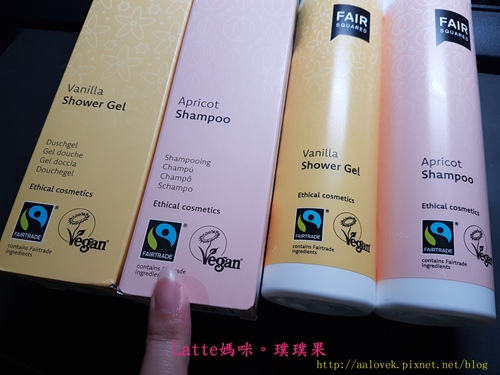 Vanilla
Shower Gel
Duschgel
Gel douche
Gel doccia
Douchegel
Ethical cosmetics
FAIRTRADE
Vegan
contains Fairtrade
ingredients
Apricot
Shampoo
Shampooing
Champú
Champô
Schampo
Ethical cosmetics
FAIRTRADE
Vegan
contains
FAIR
SQUARED
Vanilla
Shower Gel
Ethical cosmetics
FAIRTRADE
Vegan
contains Fairtrade
ingredients
FAIR
SQUARED
Apricot
Shampoo
Ethical cosmetics
FAIRTRADE
contains Fairtrade
ingredients
Latte媽咪。璞璞果
http://aalovek.pixnet.net/blog